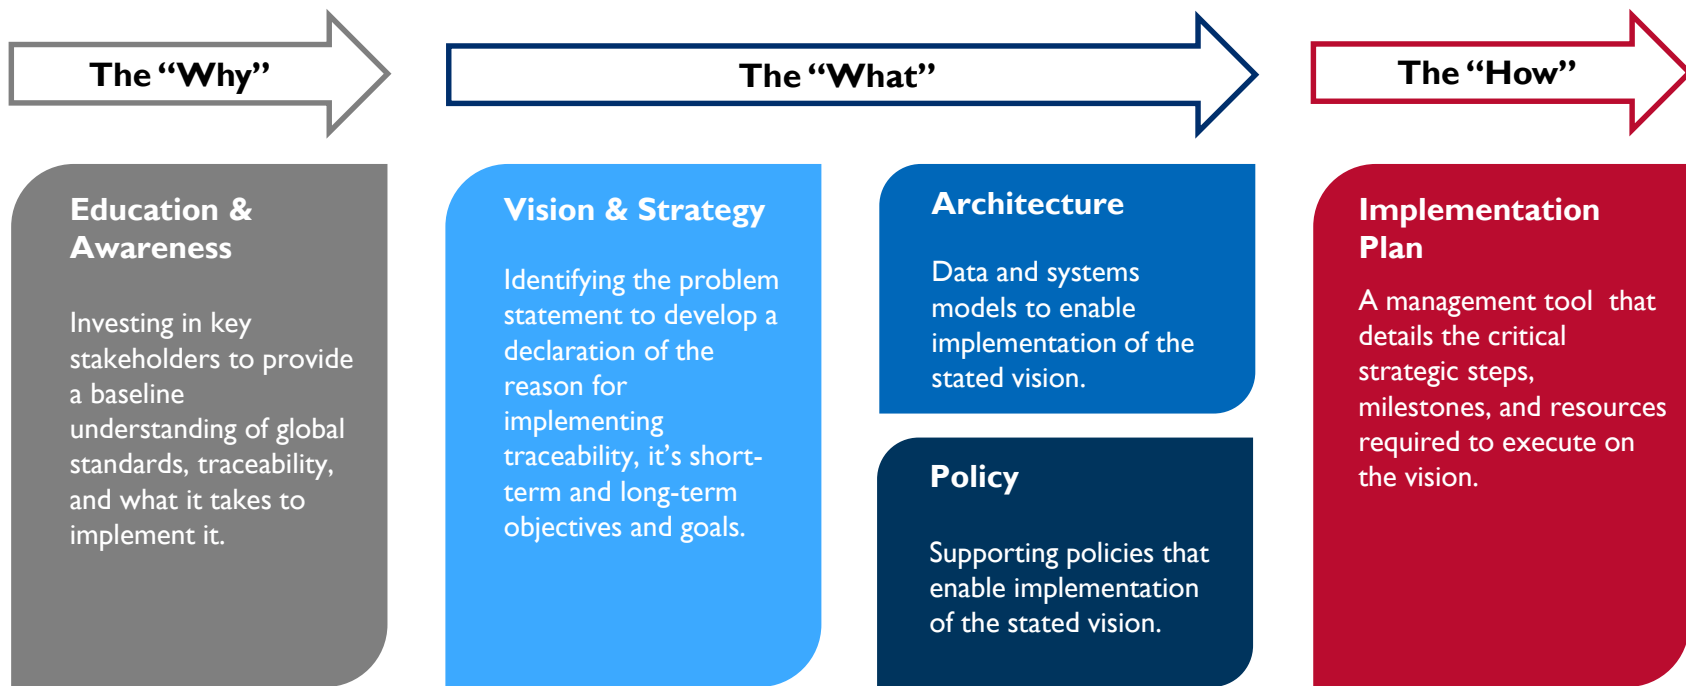 The “Why”
The “What”
The “How”
Education &
Awareness
Investing in key
stakeholders to provide
a baseline
understanding of global
standards, traceability,
and what it takes to
implement it.
Vision & Strategy
Identifying the problem
statement to develop a
declaration of the
reason for
implementing
traceability, it’s short-
term and long-term
objectives and goals.
Architecture
Data and systems
models to enable
implementation of the
stated vision.
Policy
Supporting policies that
enable implementation
of the stated vision.
Implementation
Plan
A management tool  that
details the critical
strategic steps,
milestones, and resources
required to execute on
the vision.